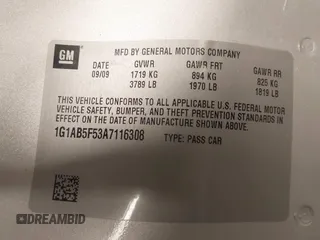 GM
MFD BY GENERAL MOTORS COMPANY
DATE GVWR GAWR FRT GAWR RR
09/09 1719 KG 894 KG 825 KG
3789 LB 1970 LB 1819 LB
THIS VEHICLE CONFORMS TO ALL APPLICABLE U.S. FEDERAL MOTOR
VEHICLE SAFETY, BUMPER, AND THEFT PREVENTION STANDARDS
IN EFFECT ON THE DATE OF MANUFACTURE SHOWN ABOVE.
1G1AB5F53A7116308 TYPE: PASS CAR
DREAMBID